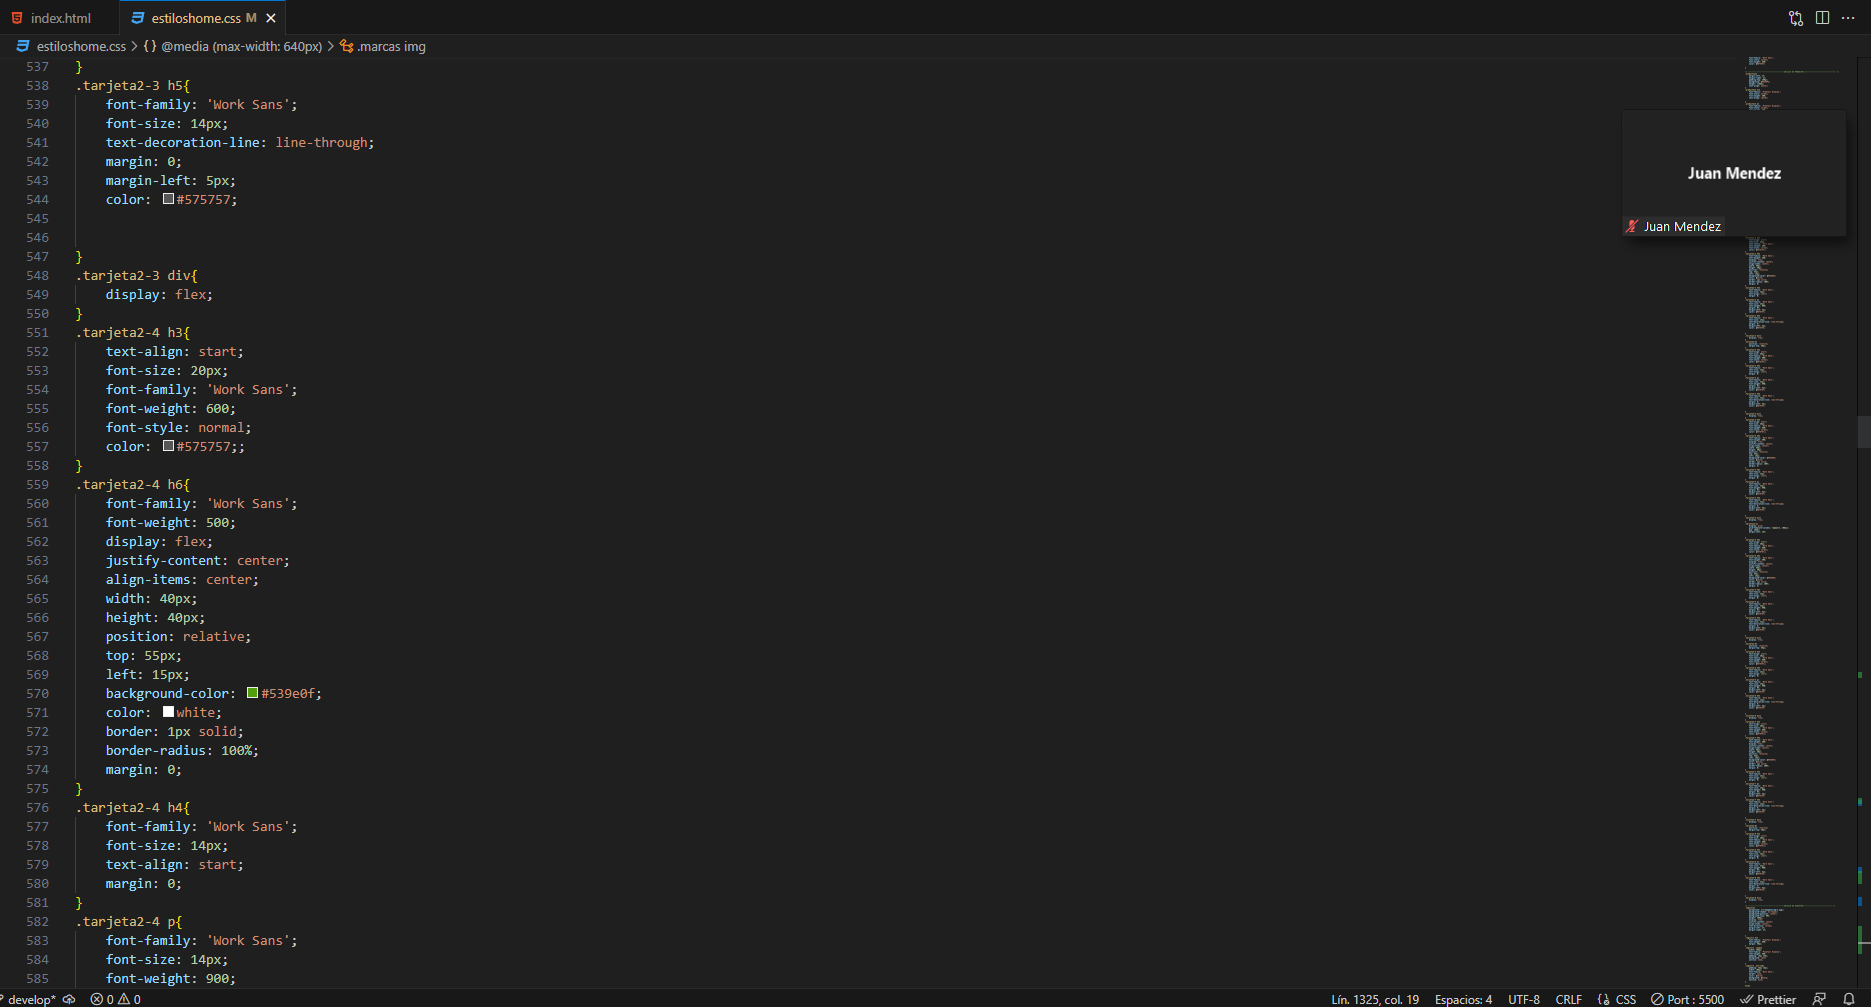 index.html
estiloshome.css M
estiloshome.css > {} @media (max-width: 640px) > .marcas img
537 }
538 .tarjeta2-3 h5{
539 font-family: 'Work Sans';
540 font-size: 14px;
541 text-decoration-line: line-through;
542 margin: 0;
543 margin-left: 5px;
544 color: #575757;
545
546
547 }
548 .tarjeta2-3 div{
549 display: flex;
550 }
551 .tarjeta2-4 h3{
552 text-align: start;
553 font-size: 20px;
554 font-family: 'Work Sans';
555 font-weight: 600;
556 font-style: normal;
557 color: #575757;;
558 }
559 .tarjeta2-4 h6{
560 font-family: 'Work Sans';
561 font-weight: 500;
562 display: flex;
563 justify-content: center;
564 align-items: center;
565 width: 40px;
566 height: 40px;
567 position: relative;
568 top: 55px;
569 left: 15px;
570 background-color: #539e0f;
571 color: white;
572 border: 1px solid;
573 border-radius: 100%;
574 margin: 0;
575 }
576 .tarjeta2-4 h4{
577 font-family: 'Work Sans';
578 font-size: 14px;
579 text-align: start;
580 margin: 0;
581 }
582 .tarjeta2-4 p{
583 font-family: 'Work Sans';
584 font-size: 14px;
585 font-weight: 900;
Juan Mendez
Juan Mendez
develop* 0 0
Lín. 1325, col. 19 Espacios: 4 UTF-8 CRLF {} CSS Port : 5500 Prettier